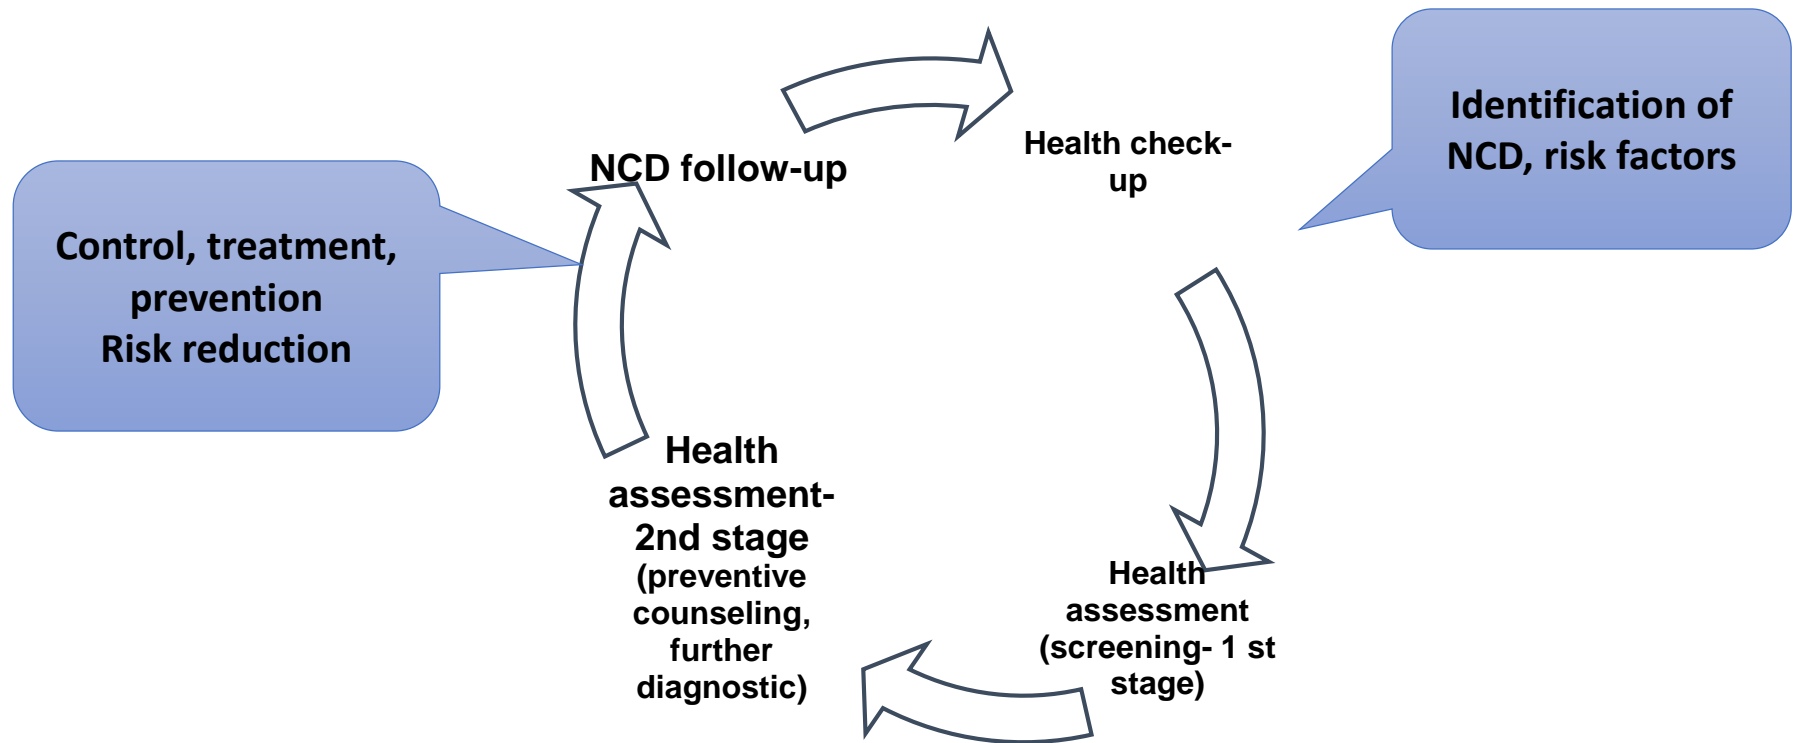 NCD follow-up
Health check-
up
Identification of
NCD, risk factors
Control, treatment,
prevention
Risk reduction
Health
assessment-
2nd stage
(preventive
counseling,
further
diagnostic)
Health
assessment
(screening- 1 st
stage)